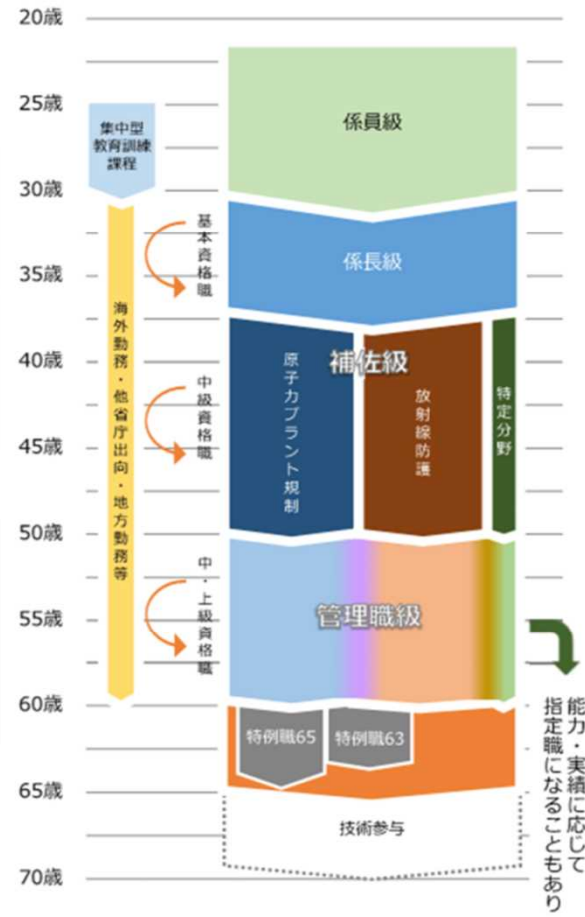 20歳
25歳
30歳
35歳
40歳
45歳
50歳
55歳
60歳
65歳
70歳
集中型
教育訓練
課程
海外勤務・他省庁出向・地方勤務等
基本資格職
中級資格職
中・上級資格職
係員級
係長級
補佐級
原子力プラント規制
放射線防護
特定分野
管理職級
特例職65
特例職63
技術参与
能力・実績に応じて
指定職になることもあり